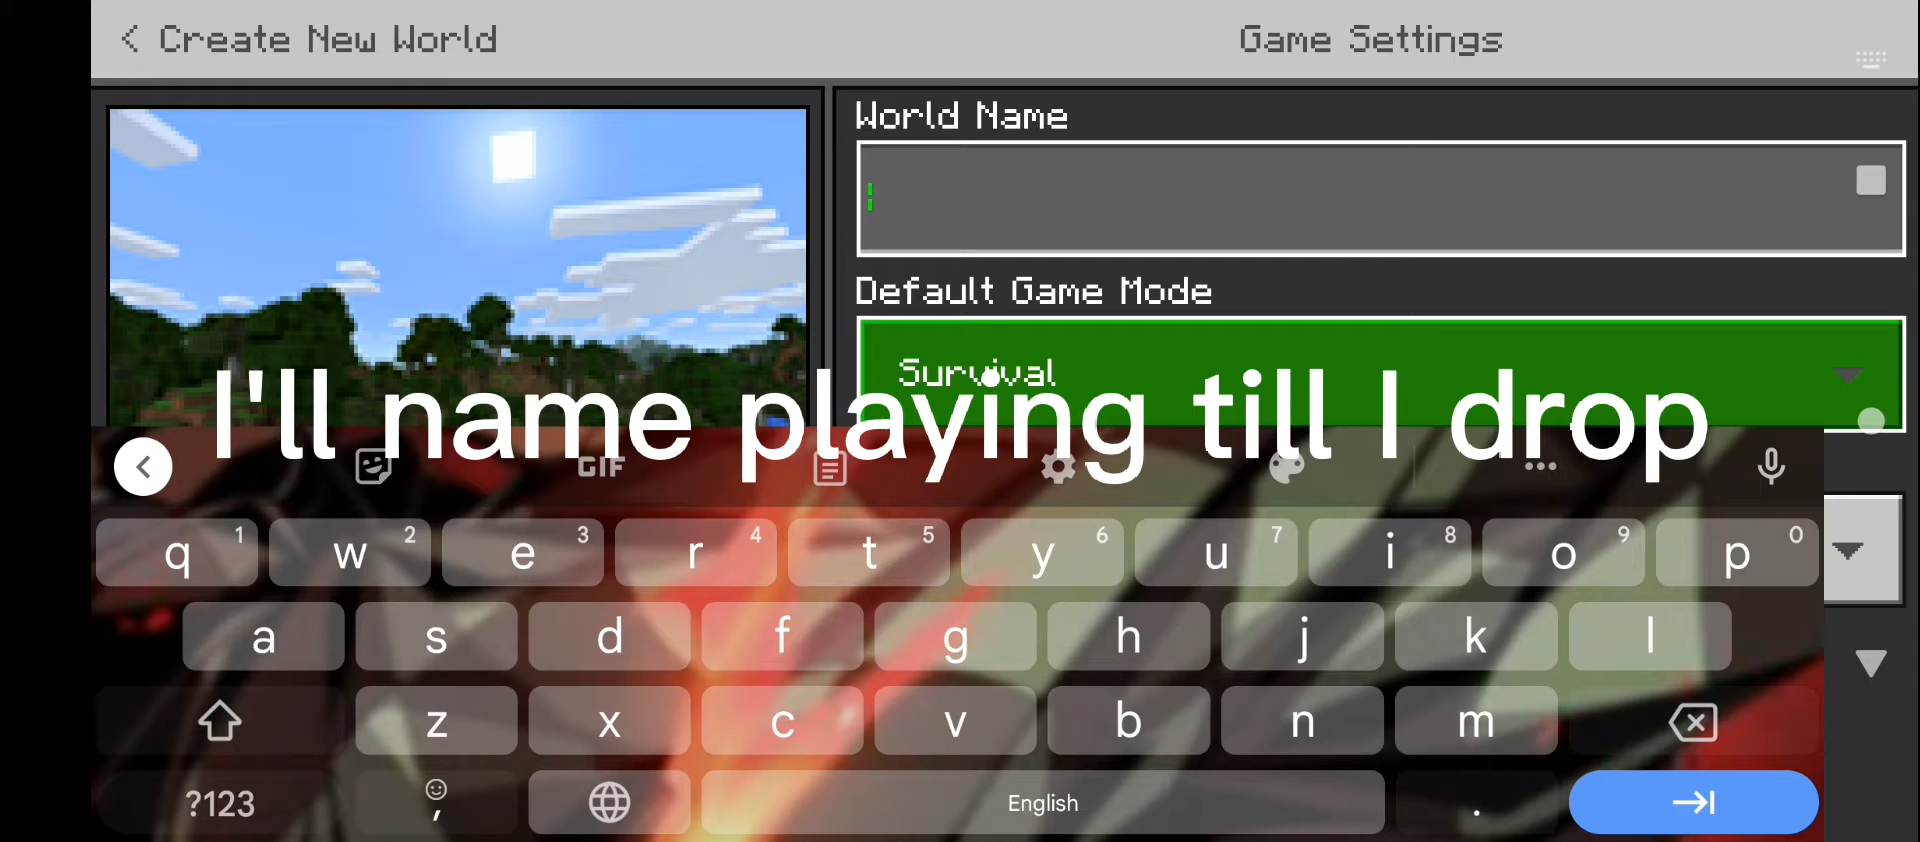 Create New World
Game Settings
World Name
Default Game Mode
Survival
I'll name playing till I drop
GIF
q 1 w 2 e 3 r 4 t 5 y 6 u 7 i 8 o 9 p 0
a s d f g h j k l
z x c v b n m
?123 , English .